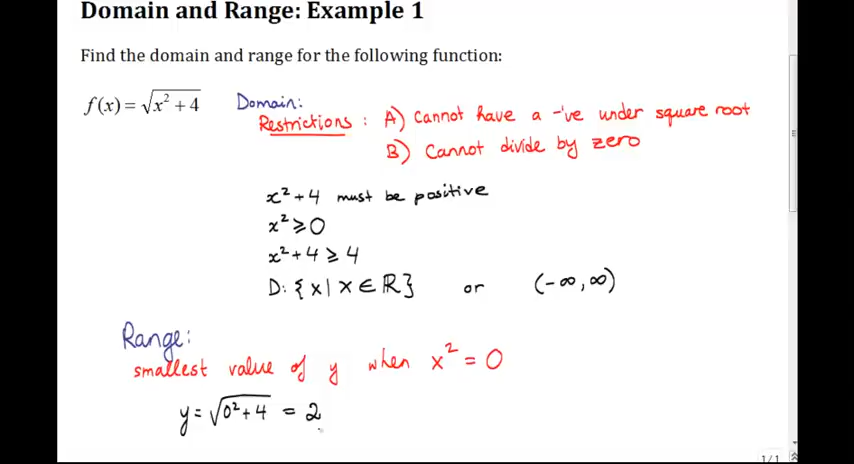 Domain and Range: Example 1
Find the domain and range for the following function:
f(x) = √(x² + 4)
Domain:
Restrictions : A) Cannot have a -'ve under square root
B) Cannot divide by zero
x² + 4 must be positive
x² ≥ 0
x² + 4 ≥ 4
D: {x | x ∈ ℝ} or (-∞, ∞)
Range:
smallest value of y when x² = 0
y = √(0² + 4) = 2
1/1